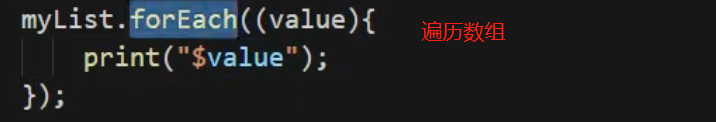 myList.forEach((value){
遍历数组
    print("$value");
});